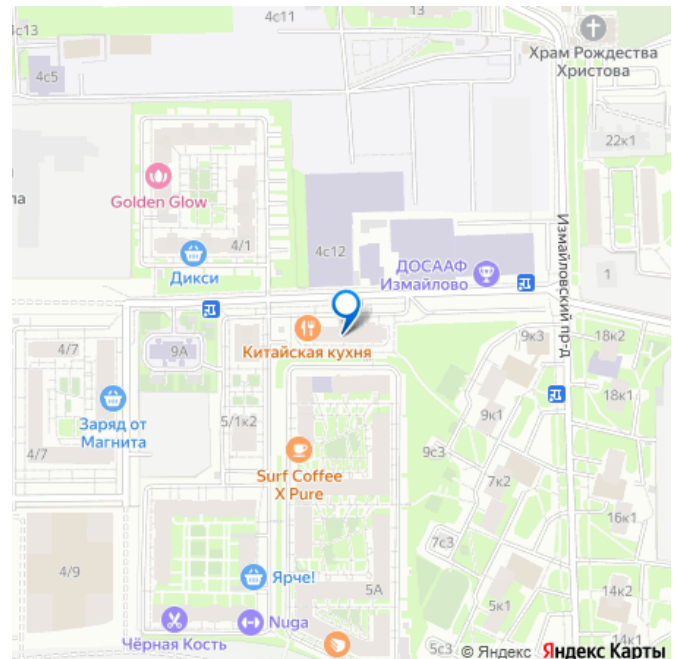 4с11
13
4с13
Храм Рождества
Христова
4с5
22к1
Golden Glow
4/1
4с12
Дикси
ДОСААФ
Измайлово
Измайловский пр-д
1
Китайская кухня
9к3
18к2
4/7
9А
18к1
Заряд от
Магнита
5/1к2
9к1
4/7
9с3
Surf Coffee
X Pure
7к2
16к1
7с3
4/9
Ярче!
5А
14к2
5к1
Nuga
Чёрная Кость
14к1
5с3
© Яндекс Яндекс Карты